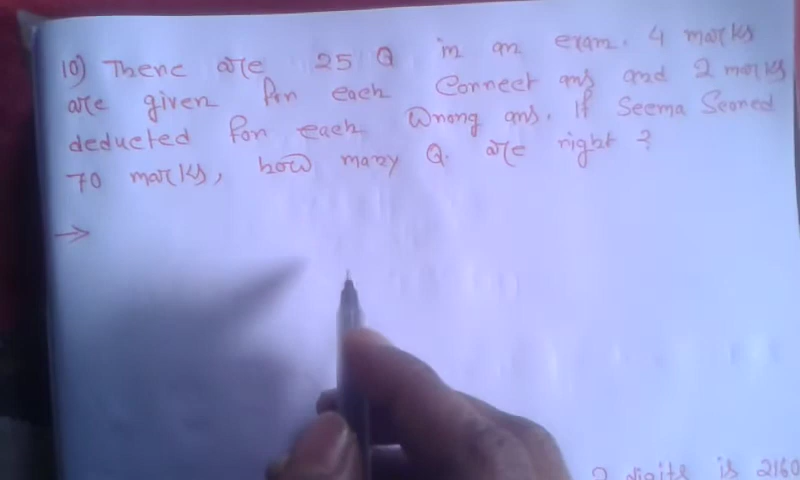 10) There are 25 Q in an exam. 4 marks
are given for each correct ans and 2 marks
deducted for each wrong ans. If Seema Scored
70 marks, how many Q. are right ?
→
2 digits is 2160